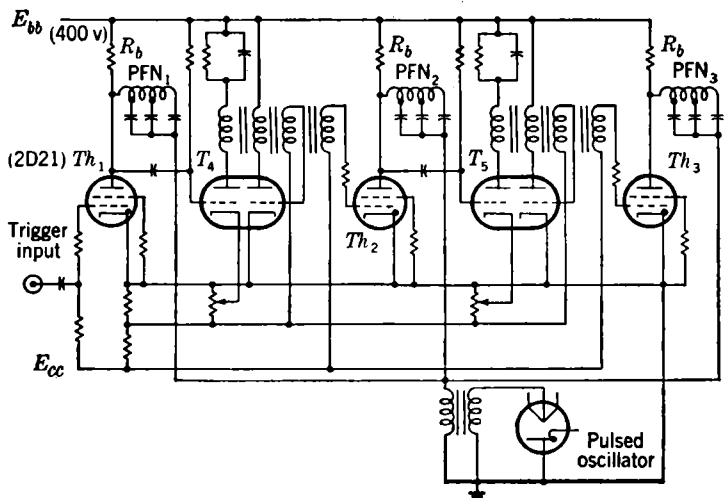 E_bb (400 v)
R_b
PFN_1
R_b
PFN_2
R_b
PFN_3
(2D21) Th_1
T_4
Th_2
T_5
Th_3
Trigger
input
E_cc
Pulsed
oscillator